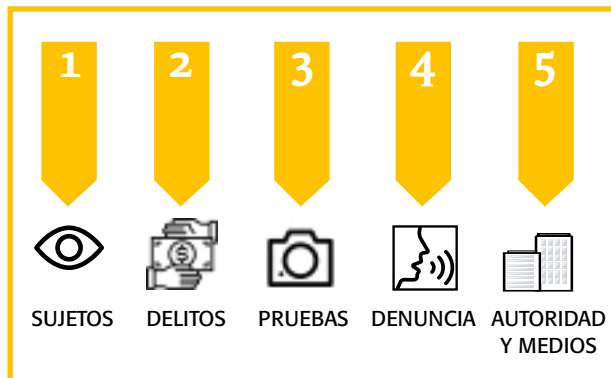 1 2 3 4 5
$
SUJETOS DELITOS PRUEBAS DENUNCIA AUTORIDAD
Y MEDIOS